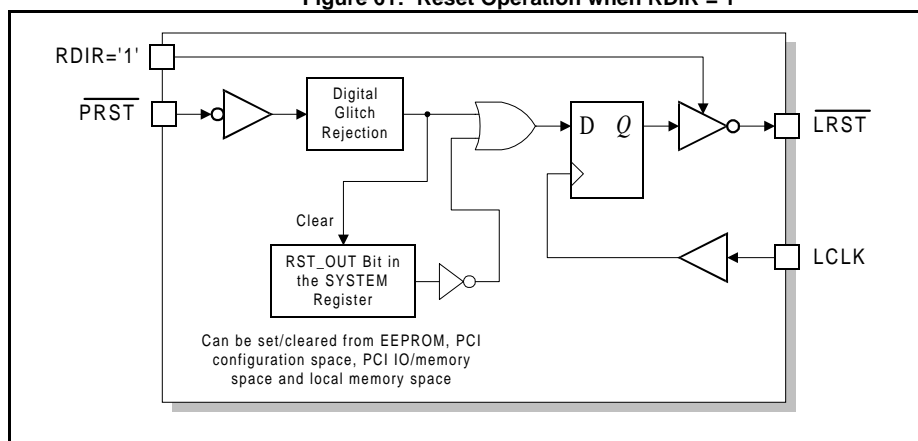 Figure 61: Reset Operation when RDIR = '1'
RDIR='1'
PRST
Digital
Glitch
Rejection
D Q
LRST
Clear
RST_OUT Bit in
the SYSTEM
Register
LCLK
Can be set/cleared from EEPROM, PCI
configuration space, PCI IO/memory
space and local memory space